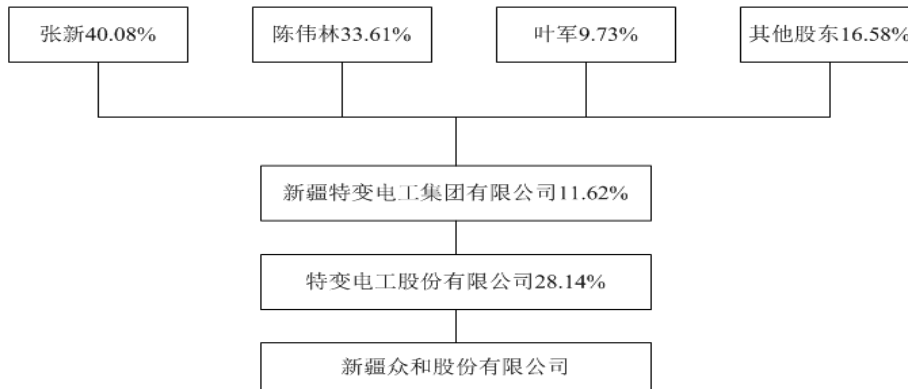 张新40.08%
陈伟林33.61%
叶军9.73%
其他股东16.58%
新疆特变电工集团有限公司11.62%
特变电工股份有限公司28.14%
新疆众和股份有限公司